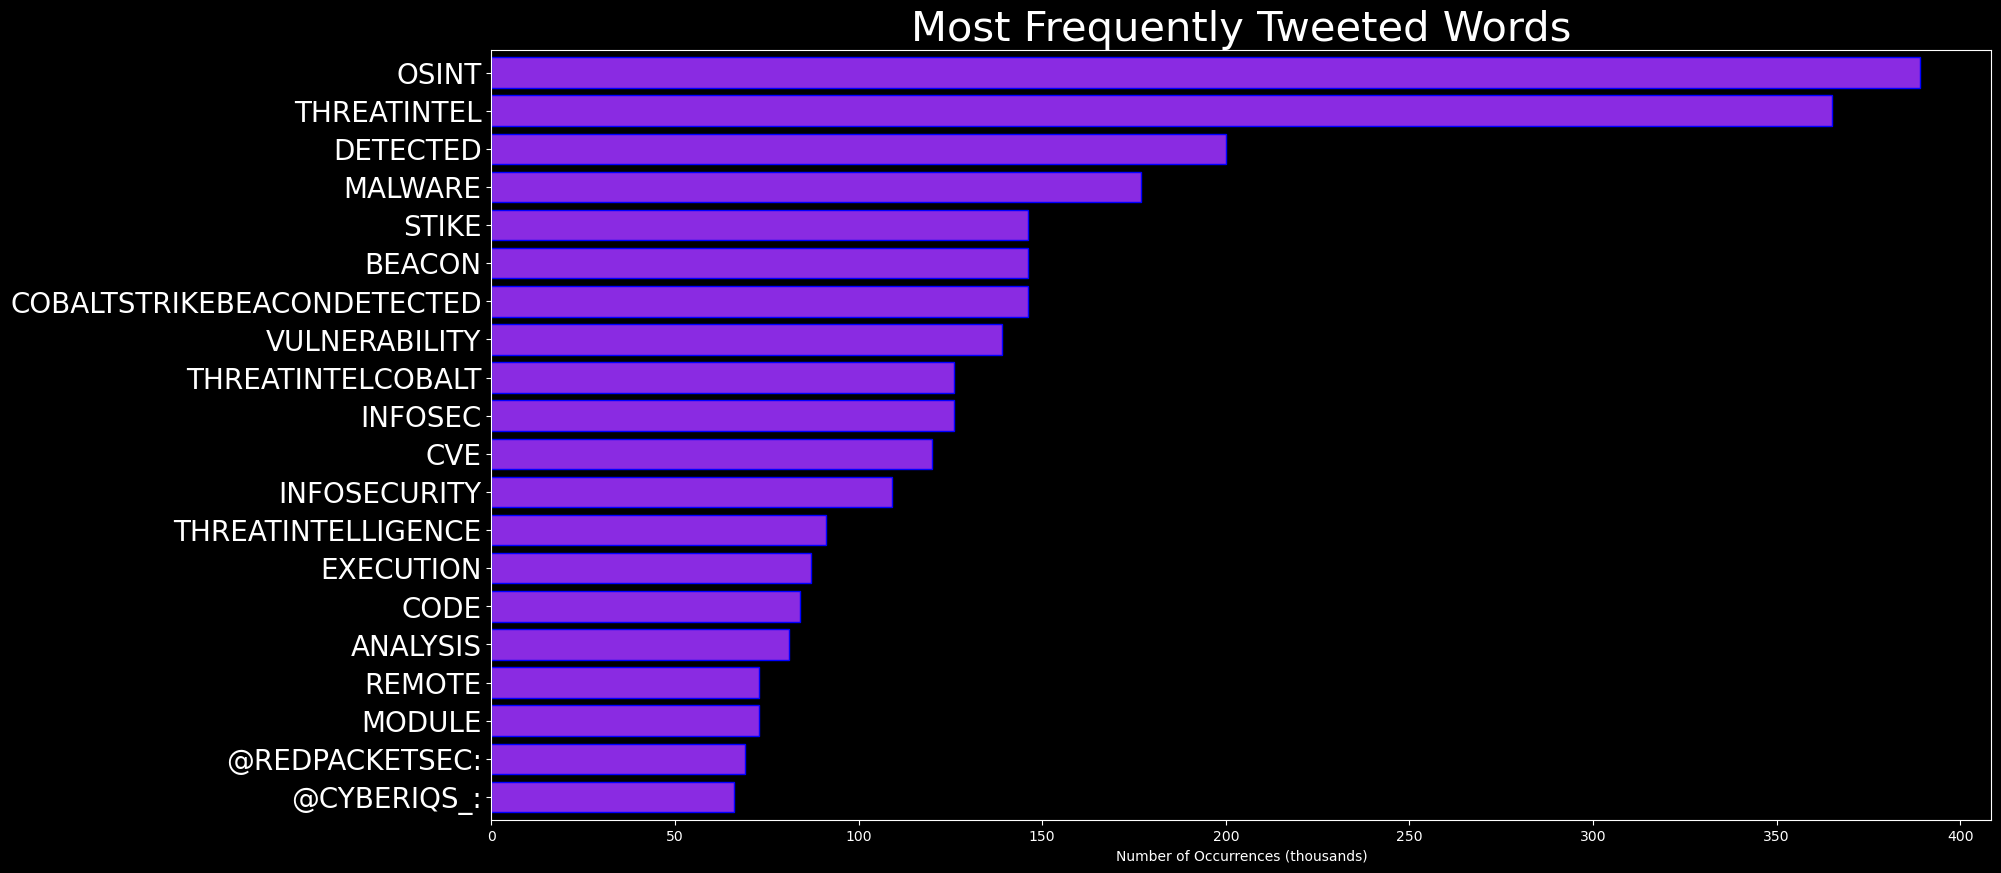 Most Frequently Tweeted Words
OSINT
THREATINTEL
DETECTED
MALWARE
STIKE
BEACON
COBALTSTRIKEBEACONDETECTED
VULNERABILITY
THREATINTELCOBALT
INFOSEC
CVE
INFOSECURITY
THREATINTELLIGENCE
EXECUTION
CODE
ANALYSIS
REMOTE
MODULE
@REDPACKETSEC:
@CYBERIQS_:
0 50 100 150 200 250 300 350 400
Number of Occurrences (thousands)